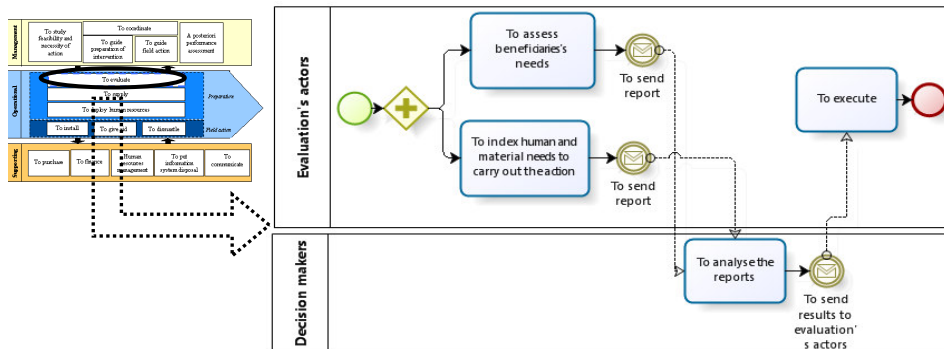 Management
To study
feasibility and
necessity of
action
To coordinate
To guide
preparation of
intervention
To guide
field action
A posteriori
performance
assessment
Operational
To evaluate
To supply
To deploy human resources
Preparative
To install
To give aid
To dismantle
Field active
Supporting
To purchase
To finance
Human
resources
management
To put
information
system disposal
To
communicate
Evaluation's actors
To assess
beneficiaries's
needs
To send
report
To index human and
material needs to
carry out the action
To send
report
To execute
Decision makers
To analyse the
reports
To send
results to
evaluation'
s actors